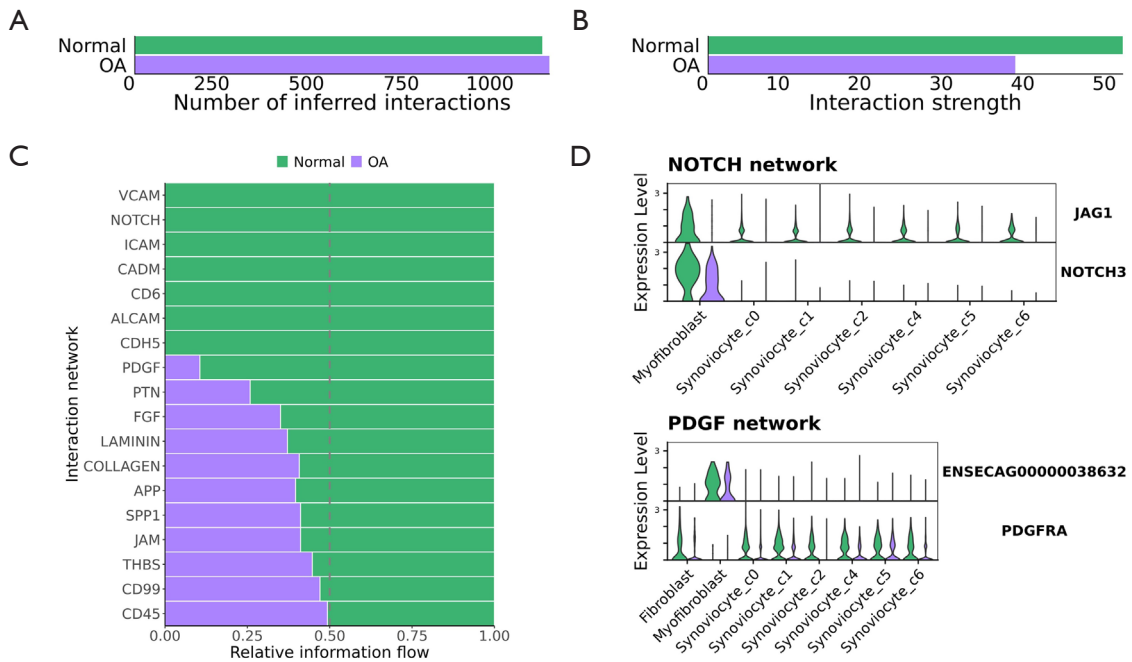 A
Normal
OA
0 250 500 750 1000
Number of inferred interactions
B
Normal
OA
0 10 20 30 40 50
Interaction strength
C
Normal OA
Interaction network
VCAM
NOTCH
ICAM
CADM
CD6
ALCAM
CDH5
PDGF
PTN
FGF
LAMININ
COLLAGEN
APP
SPP1
JAM
THBS
CD99
CD45
0.00 0.25 0.50 0.75 1.00
Relative information flow
D
NOTCH network
Expression Level
3
JAG1
3
NOTCH3
Myofibroblast
Synoviocyte_c0
Synoviocyte_c1
Synoviocyte_c2
Synoviocyte_c4
Synoviocyte_c5
Synoviocyte_c6
PDGF network
Expression Level
3
ENSECAG00000038632
3
PDGFRA
Fibroblast
Myofibroblast
Synoviocyte_c0
Synoviocyte_c1
Synoviocyte_c2
Synoviocyte_c4
Synoviocyte_c5
Synoviocyte_c6